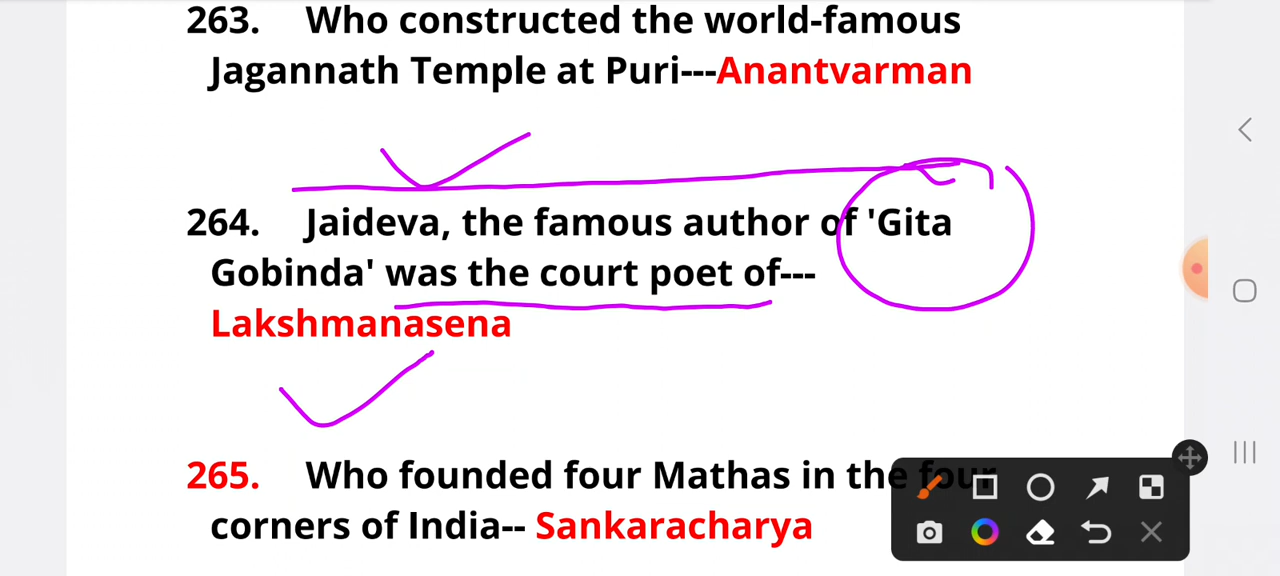 263. Who constructed the world-famous
Jagannath Temple at Puri---Anantvarman
264. Jaideva, the famous author of 'Gita
Gobinda' was the court poet of---
Lakshmanasena
265. Who founded four Mathas in the four
corners of India-- Sankaracharya